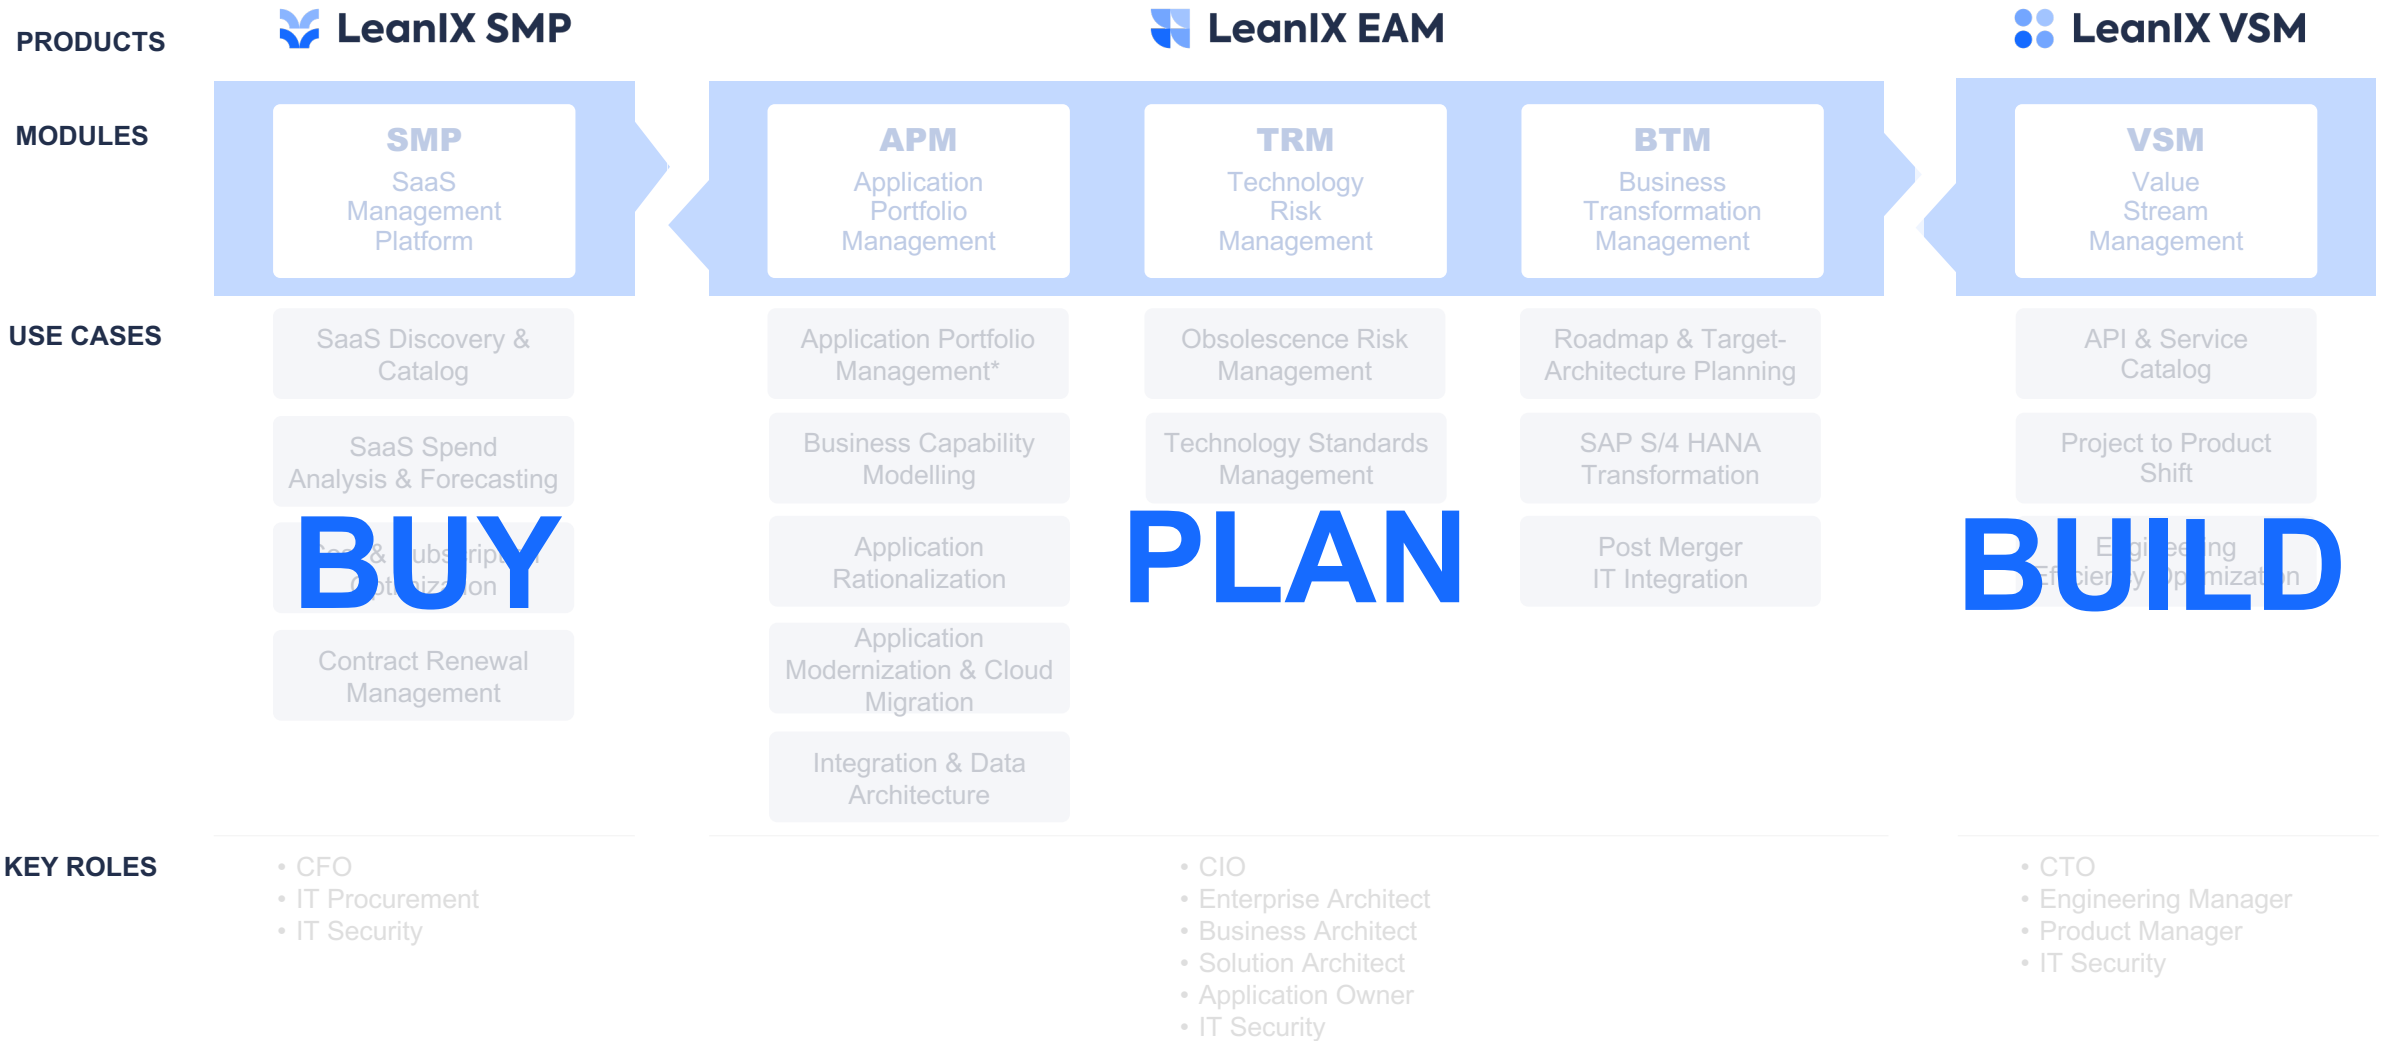 PRODUCTS
LeanIX SMP
LeanIX EAM
LeanIX VSM
MODULES
SMP
SaaS
Management
Platform
APM
Application
Portfolio
Management
TRM
Technology
Risk
Management
BTM
Business
Transformation
Management
VSM
Value
Stream
Management
USE CASES
SaaS Discovery &
Catalog
SaaS Spend
Analysis & Forecasting
&
Contract Renewal
Management
BUY
Application Portfolio
Management*
Business Capability
Modelling
Application
Rationalization
Application
Modernization & Cloud
Migration
Integration & Data
Architecture
Obsolescence Risk
Management
Technology Standards
Management
PLAN
Roadmap & Target-
Architecture Planning
SAP S/4 HANA
Transformation
Post Merger
IT Integration
API & Service
Catalog
Project to Product
Shift
Engineering
Efficiency Optimization
BUILD
KEY ROLES
• CFO
• IT Procurement
• IT Security
• CIO
• Enterprise Architect
• Business Architect
• Solution Architect
• Application Owner
• IT Security
• CTO
• Engineering Manager
• Product Manager
• IT Security